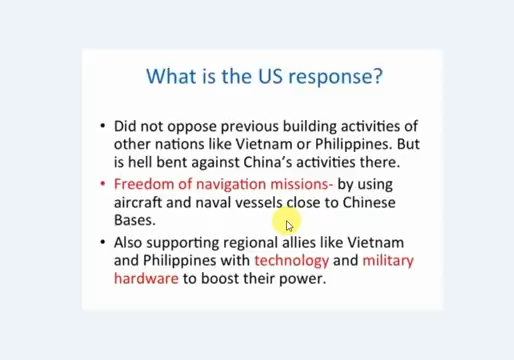 What is the US response?
• Did not oppose previous building activities of
other nations like Vietnam or Philippines. But
is hell bent against China's activities there.
• Freedom of navigation missions- by using
aircraft and naval vessels close to Chinese
Bases.
• Also supporting regional allies like Vietnam
and Philippines with technology and military
hardware to boost their power.